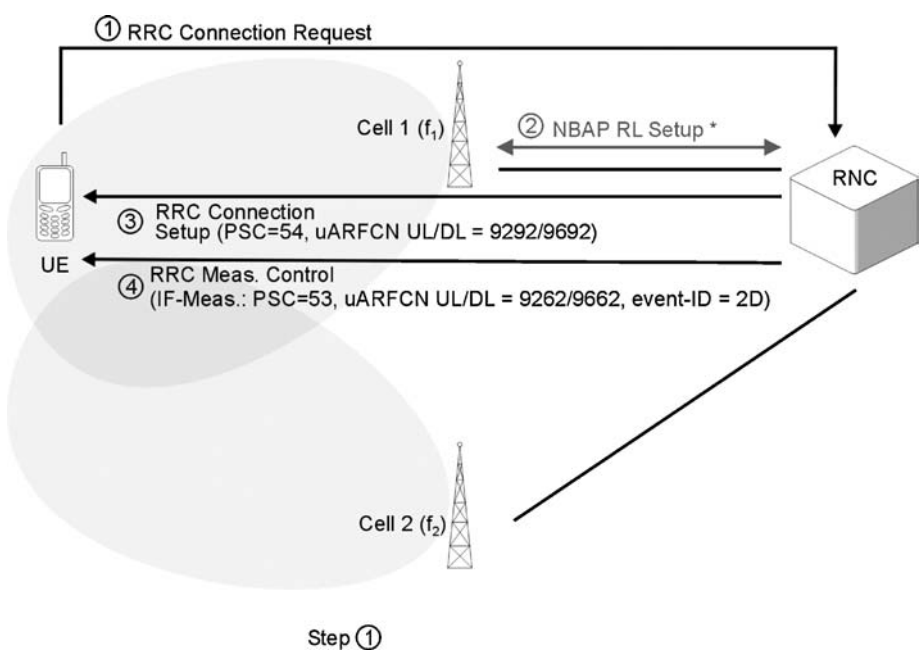 ① RRC Connection Request
Cell 1 (f₁)
② NBAP RL Setup *
RNC
③ RRC Connection
Setup (PSC=54, uARFCN UL/DL = 9292/9692)
UE
④ RRC Meas. Control
(IF-Meas.: PSC=53, uARFCN UL/DL = 9262/9662, event-ID = 2D)
Cell 2 (f₂)
Step ①